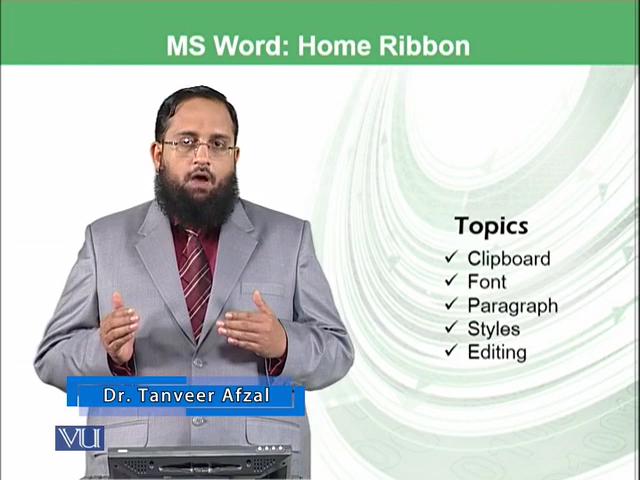 MS Word: Home Ribbon
Topics
✓ Clipboard
✓ Font
✓ Paragraph
✓ Styles
✓ Editing
Dr. Tanveer Afzal
VU